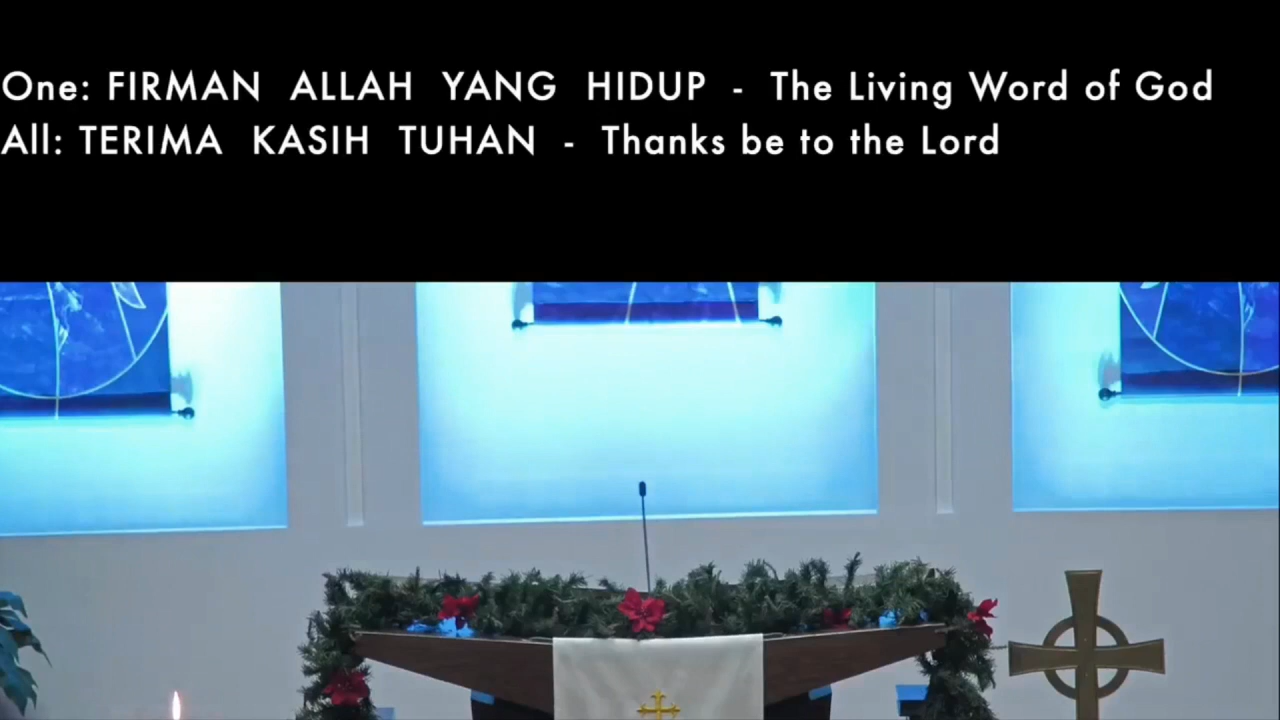 One: FIRMAN ALLAH YANG HIDUP - The Living Word of God
All: TERIMA KASIH TUHAN - Thanks be to the Lord